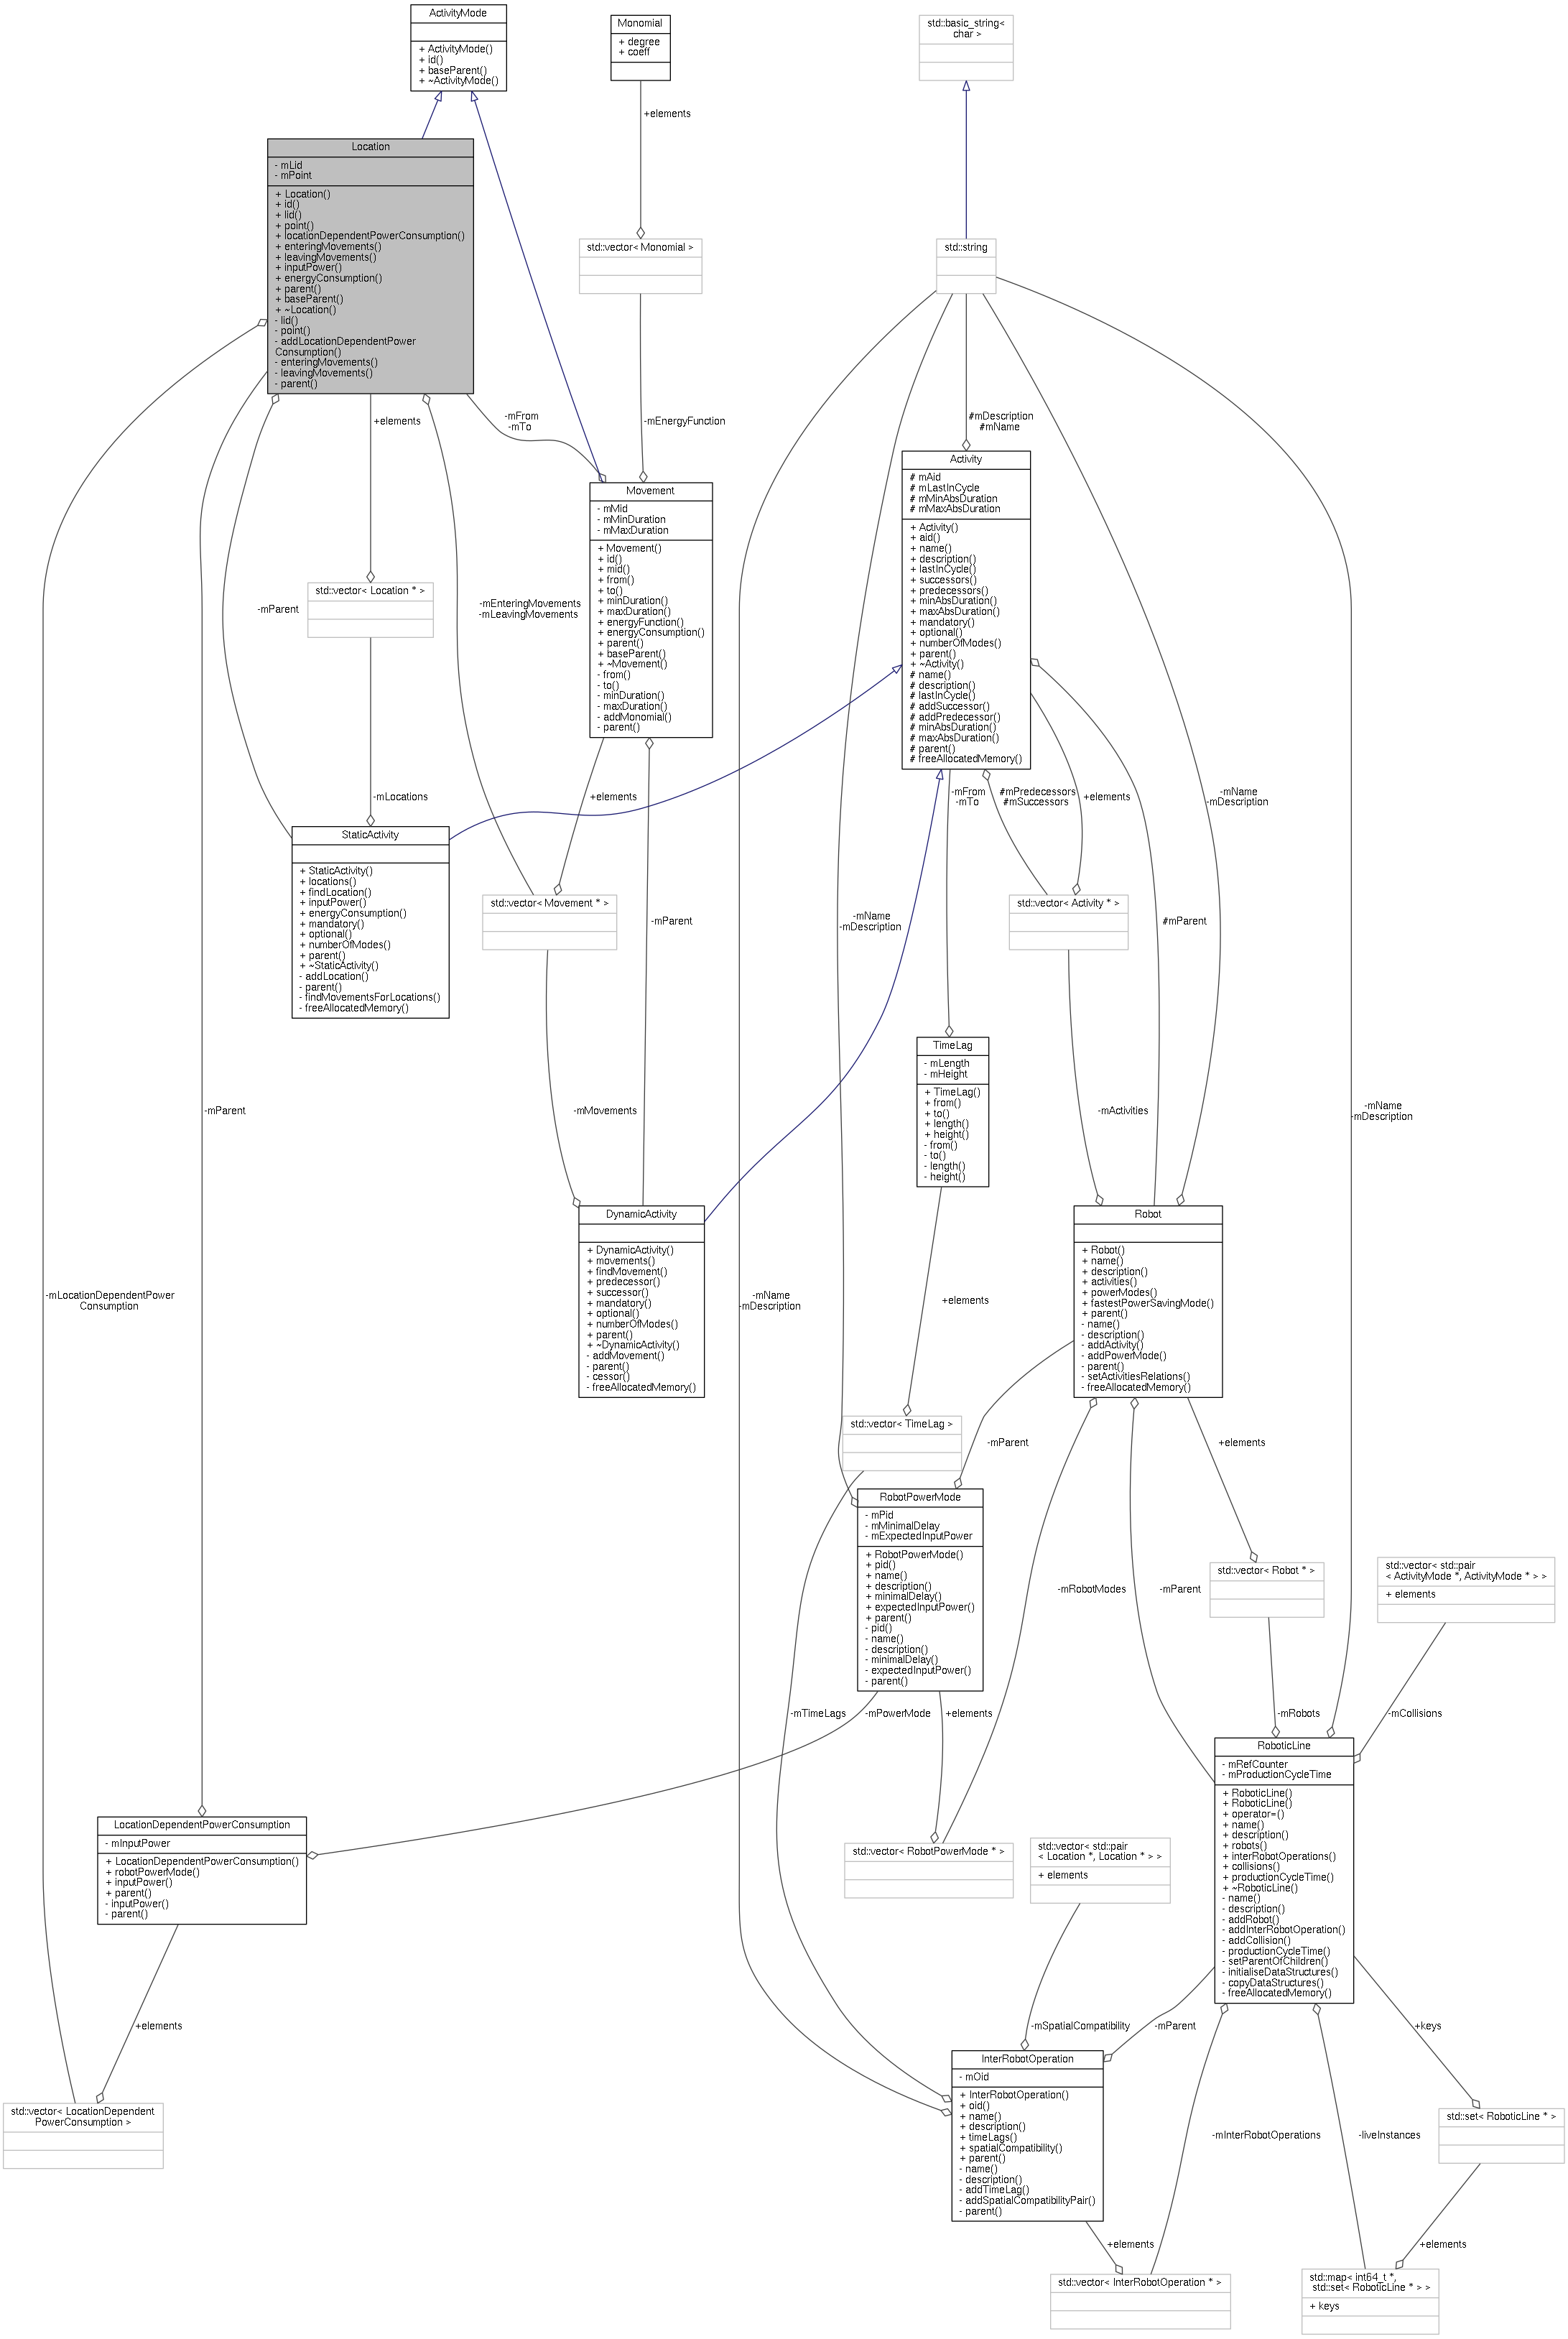 ActivityMode
+ ActivityMode()
+ id()
+ baseParent()
+ ~ActivityMode()
Monomial
+ degree
+ coeff
std::basic_string<
char >
+elements
Location
- mLid
- mPoint
+ Location()
+ id()
+ lid()
+ point()
+ locationDependentPowerConsumption()
+ enteringMovements()
+ leavingMovements()
+ inputPower()
+ energyConsumption()
+ parent()
+ baseParent()
+ ~Location()
- lid()
- point()
- addLocationDependentPower
Consumption()
- enteringMovements()
- leavingMovements()
- parent()
std::vector< Monomial >
std::string
+elements
-mFrom
-mTo
-mEnergyFunction
#mDescription
#mName
Activity
# mAid
# mLastInCycle
# mMinAbsDuration
# mMaxAbsDuration
+ Activity()
+ aid()
+ name()
+ description()
+ lastInCycle()
+ successors()
+ predecessors()
+ minAbsDuration()
+ maxAbsDuration()
+ mandatory()
+ optional()
+ numberOfModes()
+ parent()
+ ~Activity()
# name()
# description()
# lastInCycle()
# addSuccessor()
# addPredecessor()
# minAbsDuration()
# maxAbsDuration()
# parent()
# freeAllocatedMemory()
Movement
- mMid
- mMinDuration
- mMaxDuration
+ Movement()
+ id()
+ mid()
+ from()
+ to()
+ minDuration()
+ maxDuration()
+ energyFunction()
+ energyConsumption()
+ parent()
+ baseParent()
+ ~Movement()
- from()
- to()
- minDuration()
- maxDuration()
- addMonomial()
- parent()
std::vector< Location * >
-mParent
-mEnteringMovements
-mLeavingMovements
-mLocations
+elements
-mFrom
-mTo
#mPredecessors
#mSuccessors
+elements
-mName
-mDescription
StaticActivity
+ StaticActivity()
+ locations()
+ findLocation()
+ inputPower()
+ energyConsumption()
+ mandatory()
+ optional()
+ numberOfModes()
+ parent()
+ ~StaticActivity()
- addLocation()
- parent()
- findMovementsForLocations()
- freeAllocatedMemory()
std::vector< Movement * >
-mParent
-mName
-mDescription
std::vector< Activity * >
#mParent
TimeLag
- mLength
- mHeight
+ TimeLag()
+ from()
+ to()
+ length()
+ height()
- from()
- to()
- length()
- height()
-mParent
-mMovements
-mActivities
-mName
-mDescription
DynamicActivity
+ DynamicActivity()
+ movements()
+ findMovement()
+ predecessor()
+ successor()
+ mandatory()
+ optional()
+ numberOfModes()
+ parent()
+ ~DynamicActivity()
- addMovement()
- parent()
- cessor()
- freeAllocatedMemory()
Robot
+ Robot()
+ name()
+ description()
+ activities()
+ powerModes()
+ fastestPowerSavingMode()
+ parent()
- name()
- description()
- addActivity()
- addPowerMode()
- parent()
- setActivitiesRelations()
- freeAllocatedMemory()
-mLocationDependentPower
Consumption
-mName
-mDescription
+elements
std::vector< TimeLag >
-mParent
+elements
RobotPowerMode
- mPid
- mMinimalDelay
- mExpectedInputPower
+ RobotPowerMode()
+ pid()
+ name()
+ description()
+ minimalDelay()
+ expectedInputPower()
+ parent()
- pid()
- name()
- description()
- minimalDelay()
- expectedInputPower()
- parent()
-mRobotModes
-mParent
std::vector< Robot * >
std::vector< std::pair
< ActivityMode *, ActivityMode * > >
+ elements
-mTimeLags
-mPowerMode
+elements
-mRobots
-mCollisions
RoboticLine
- mRefCounter
- mProductionCycleTime
+ RoboticLine()
+ RoboticLine()
+ operator=()
+ name()
+ description()
+ robots()
+ interRobotOperations()
+ collisions()
+ productionCycleTime()
+ ~RoboticLine()
- name()
- description()
- addRobot()
- addInterRobotOperation()
- addCollision()
- productionCycleTime()
- setParentOfChildren()
- initialiseDataStructures()
- copyDataStructures()
- freeAllocatedMemory()
LocationDependentPowerConsumption
- mInputPower
+ LocationDependentPowerConsumption()
+ robotPowerMode()
+ inputPower()
+ parent()
- inputPower()
- parent()
std::vector< RobotPowerMode * >
std::vector< std::pair
< Location *, Location * > >
+ elements
+elements
-mSpatialCompatibility
-mParent
+keys
InterRobotOperation
- mOid
+ InterRobotOperation()
+ oid()
+ name()
+ description()
+ timeLags()
+ spatialCompatibility()
+ parent()
- name()
- description()
- addTimeLag()
- addSpatialCompatibilityPair()
- parent()
std::vector< LocationDependent
PowerConsumption >
-mInterRobotOperations
-liveInstances
std::set< RoboticLine * >
+elements
+elements
std::vector< InterRobotOperation * >
std::map< int64_t *,
std::set< RoboticLine * > >
+ keys